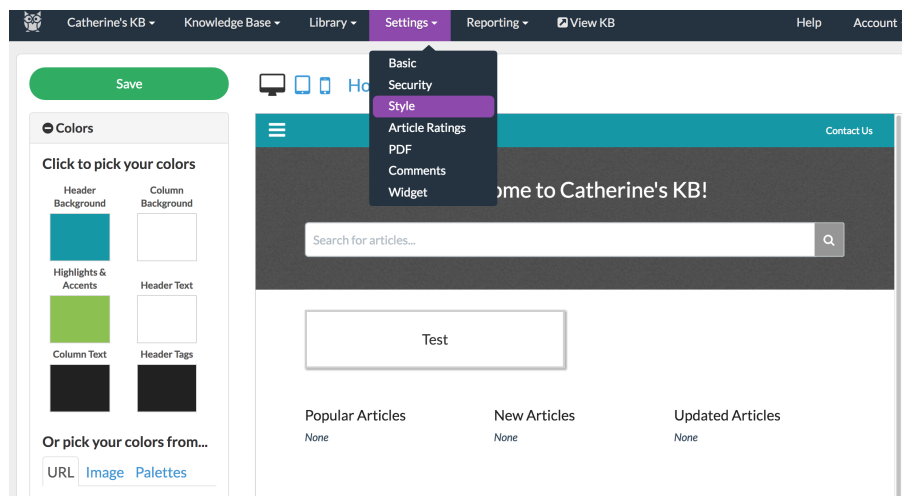 Catherine's KB Knowledge Base Library Settings Reporting View KB Help Account
Basic
Security
Style
Article Ratings
PDF
Comments
Widget
Save
Colors
Click to pick your colors
Header
Background
Column
Background
Highlights &
Accents
Header Text
Column Text
Header Tags
Or pick your colors from...
URL Image Palettes
Ho
Contact Us
ome to Catherine's KB!
Search for articles...
Test
Popular Articles
None
New Articles
None
Updated Articles
None